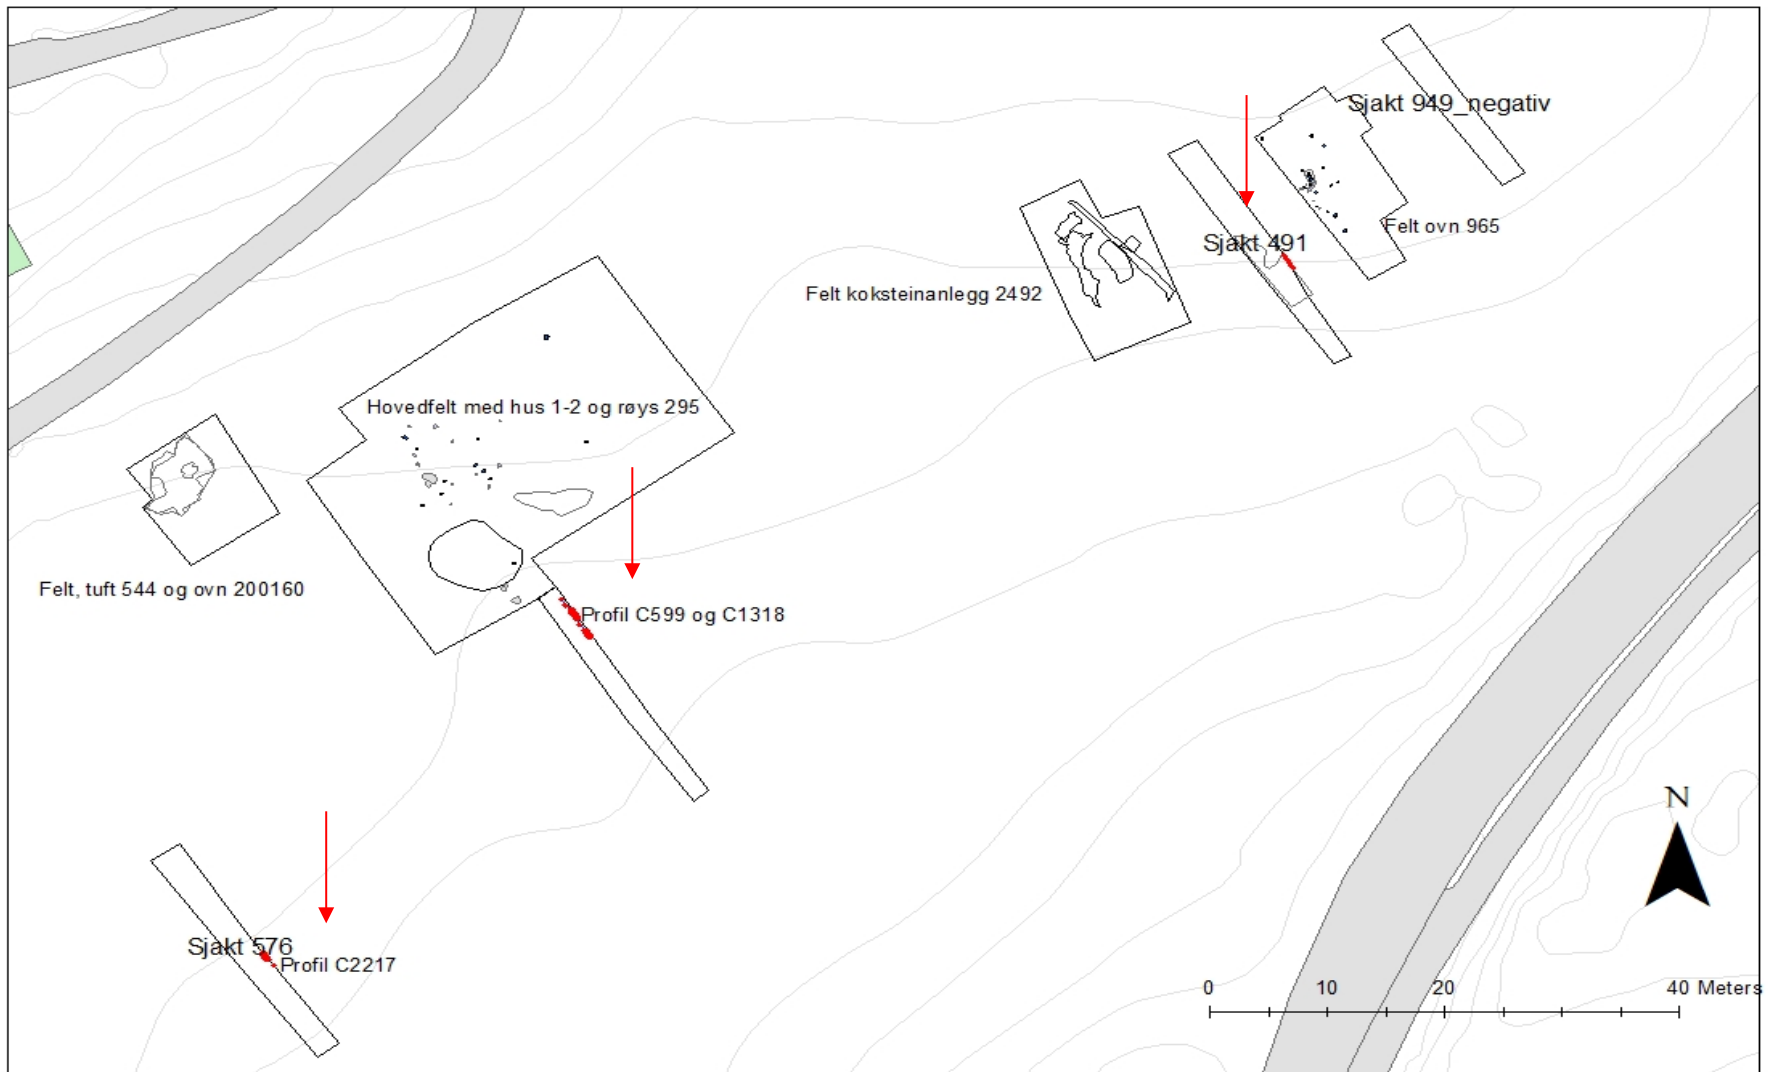 Sjakt 949_negativ
Felt ovn 965
Sjakt 491
Felt koksteinanlegg 2492
Hovedfelt med hus 1-2 og røys 295
Felt, tuft 544 og ovn 200160
Profil C599 og C1318
N
Sjakt 576
Profil C2217
0 10 20 40 Meters